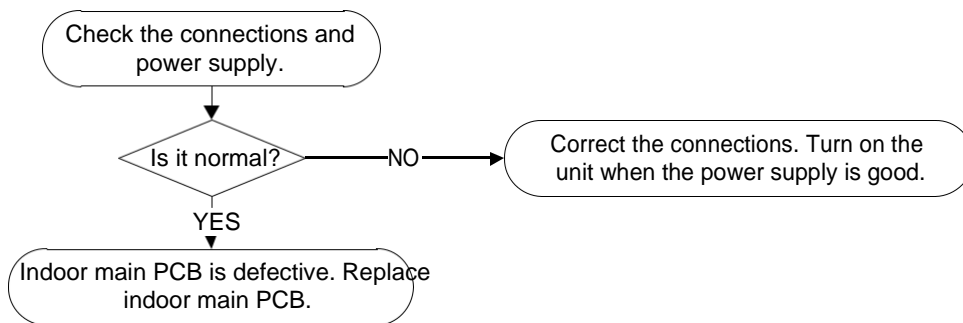 Check the connections and
power supply.
Is it normal?
NO
Correct the connections. Turn on the
unit when the power supply is good.
YES
Indoor main PCB is defective. Replace
indoor main PCB.